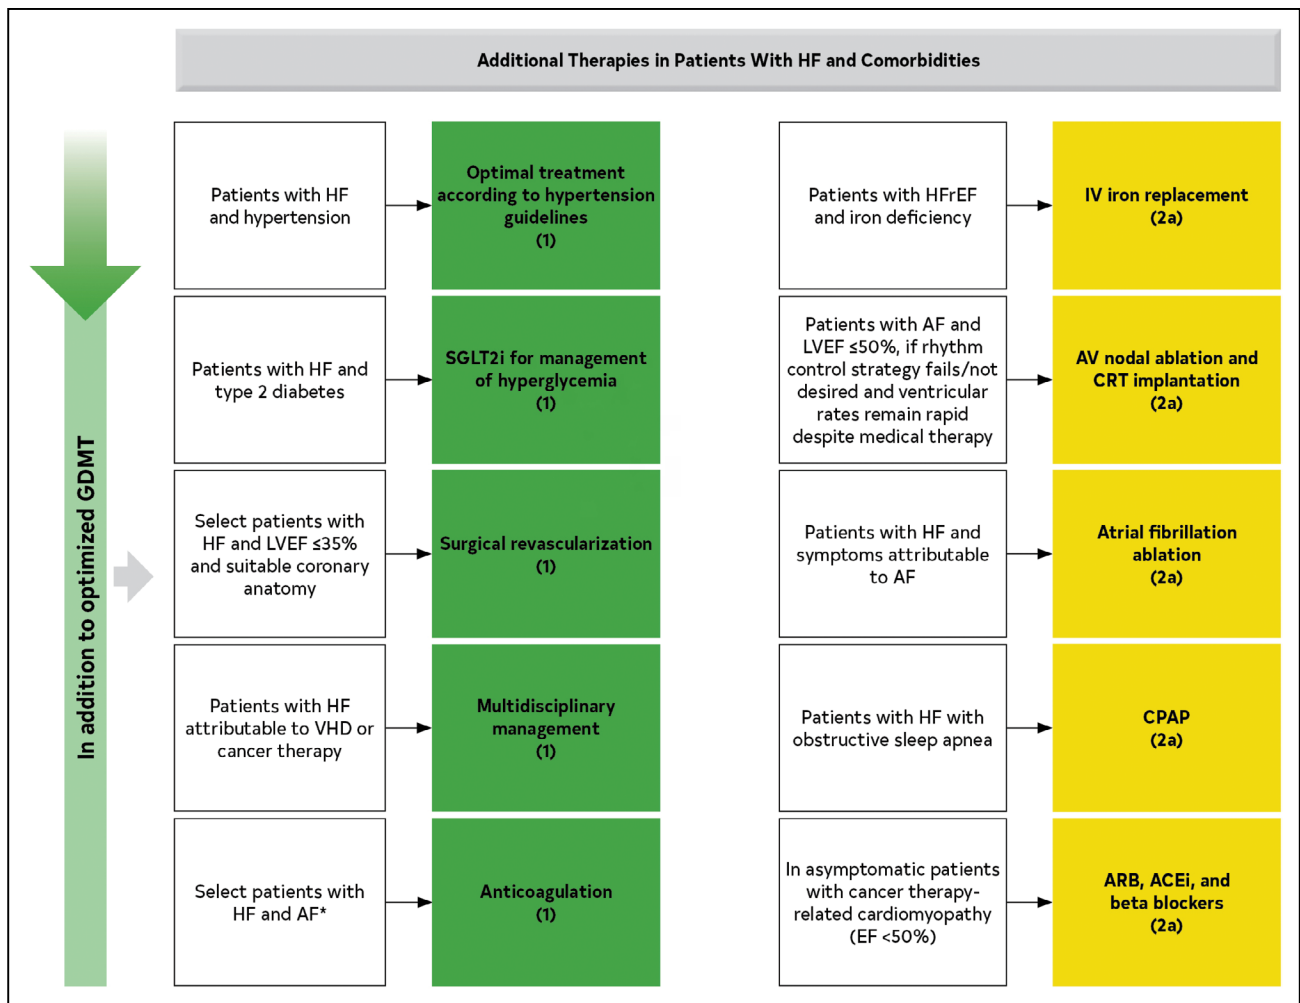 Additional Therapies in Patients With HF and Comorbidities
In addition to optimized GDMT
Patients with HF
and hypertension
Optimal treatment
according to hypertension
guidelines
(1)
Patients with HF and
type 2 diabetes
SGLT2i for management
of hyperglycemia
(1)
Select patients with
HF and LVEF ≤35%
and suitable coronary
anatomy
Surgical revascularization
(1)
Patients with HF
attributable to VHD or
cancer therapy
Multidisciplinary
management
(1)
Select patients with
HF and AF*
Anticoagulation
(1)
Patients with HFrEF
and iron deficiency
IV iron replacement
(2a)
Patients with AF and
LVEF ≤50%, if rhythm
control strategy fails/not
desired and ventricular
rates remain rapid
despite medical therapy
AV nodal ablation and
CRT implantation
(2a)
Patients with HF and
symptoms attributable
to AF
Atrial fibrillation
ablation
(2a)
Patients with HF with
obstructive sleep apnea
CPAP
(2a)
In asymptomatic patients
with cancer therapy-
related cardiomyopathy
(EF <50%)
ARB, ACEi, and
beta blockers
(2a)